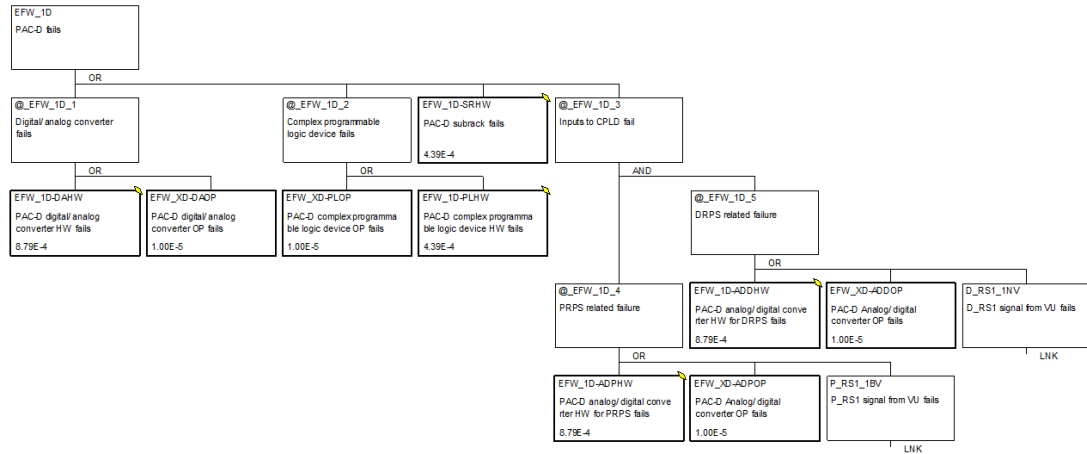 EFW_1D
PAC-D fails
OR
@_EFW_1D_1
Digital/ analog converter
fails
@_EFW_1D_2
Complex programmable
logic device fails
EFW_1D-SRHW
PAC-D subrack fails
4.39E-4
@_EFW_1D_3
Inputs to CPLD fail
OR
OR
AND
EFW_1D-DAHW
PAC-D digital/ analog
converter HW fails
8.79E-4
EFW_XD-DAOP
PAC-D digital/ analog
converter OP fails
1.00E-5
EFW_XD-PLOP
PAC-D complex programma
ble logic device OP fails
1.00E-5
EFW_1D-PLHW
PAC-D complex programma
ble logic device HW fails
4.39E-4
@_EFW_1D_5
DRPS related failure
OR
@_EFW_1D_4
PRPS related failure
EFW_1D-ADDHW
PAC-D analog/ digital conve
rter HW for DRPS fails
8.79E-4
EFW_XD-ADDOP
PAC-D Analog/ digital
converter OP fails
1.00E-5
D_RS1_1NV
D_RS1 signal from VU fails
LNK
OR
EFW_1D-ADPHW
PAC-D analog/ digital conve
rter HW for PRPS fails
8.79E-4
EFW_XD-ADPOP
PAC-D Analog/ digital
converter OP fails
1.00E-5
P_RS1_1BV
P_RS1 signal from VU fails
LNK